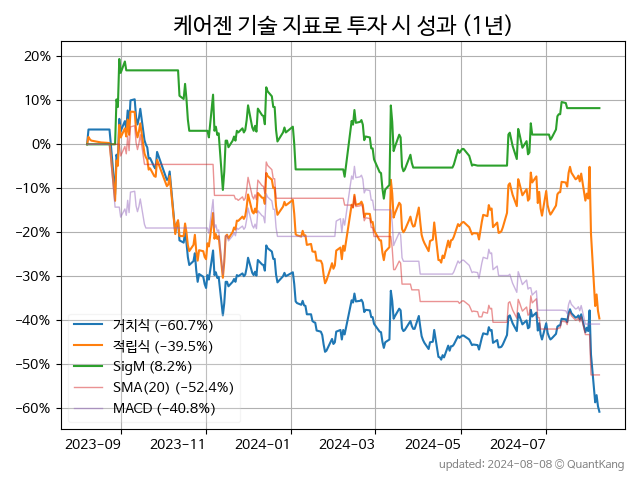 케어젠 기술 지표로 투자 시 성과 (1년)
20%
10%
0%
−10%
−20%
−30%
−40%
−50%
−60%
거치식 (−60.7%)
적립식 (−39.5%)
SigM (8.2%)
SMA(20) (−52.4%)
MACD (−40.8%)
2023−09
2023−11
2024−01
2024−03
2024−05
2024−07
updated: 2024−08−08 © QuantKang